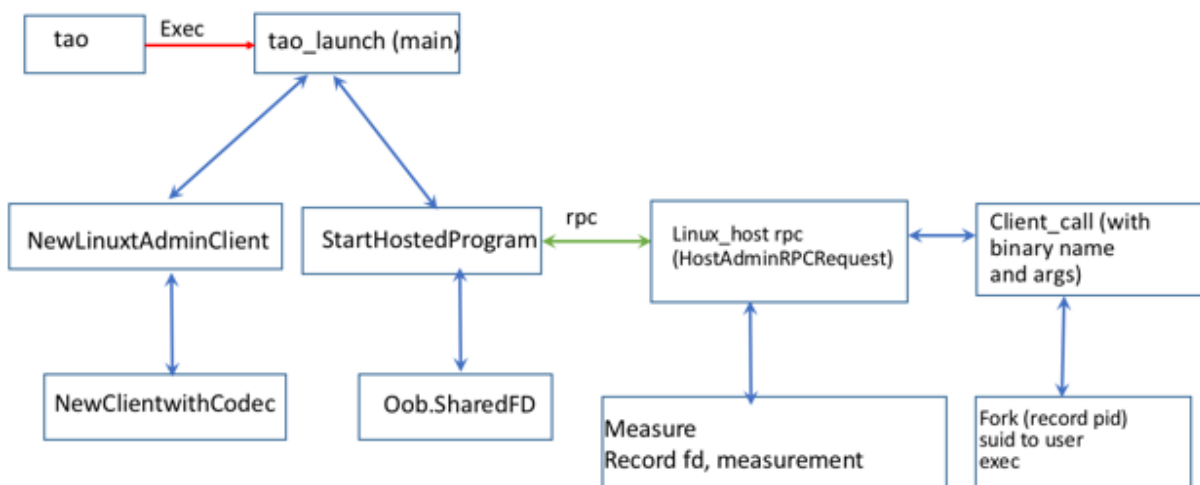 tao
Exec
tao_launch (main)
NewLinuxtAdminClient
StartHostedProgram
rpc
Linux_host rpc
(HostAdminRPCRequest)
Client_call (with
binary name
and args)
NewClientwithCodec
Oob.SharedFD
Measure
Record fd, measurement
Fork (record pid)
suid to user
exec